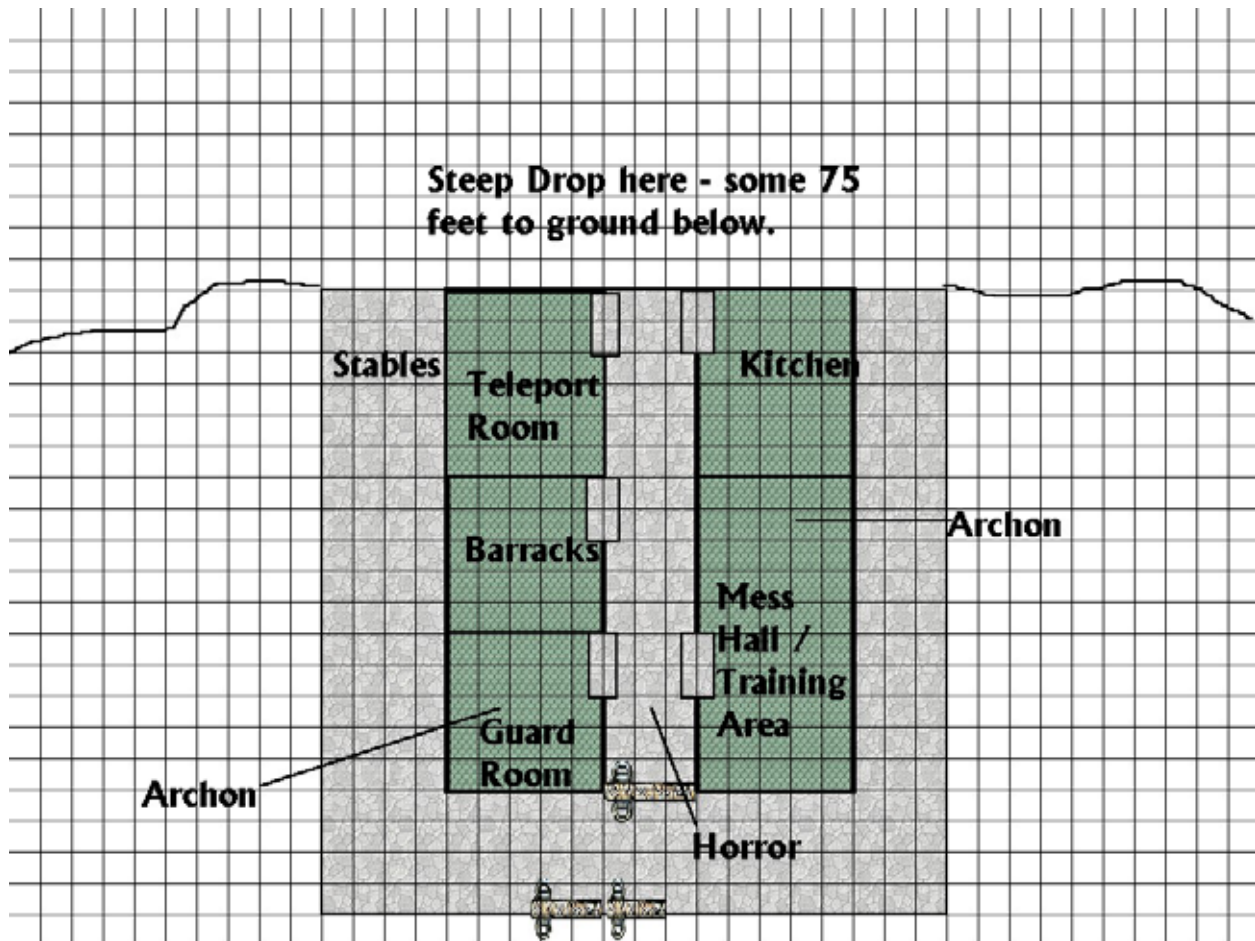 Steep Drop here - some 75
feet to ground below.
Stables
Teleport
Room
Kitchen
Barracks
Archon
Mess
Hall /
Training
Area
Guard
Room
Archon
Horror